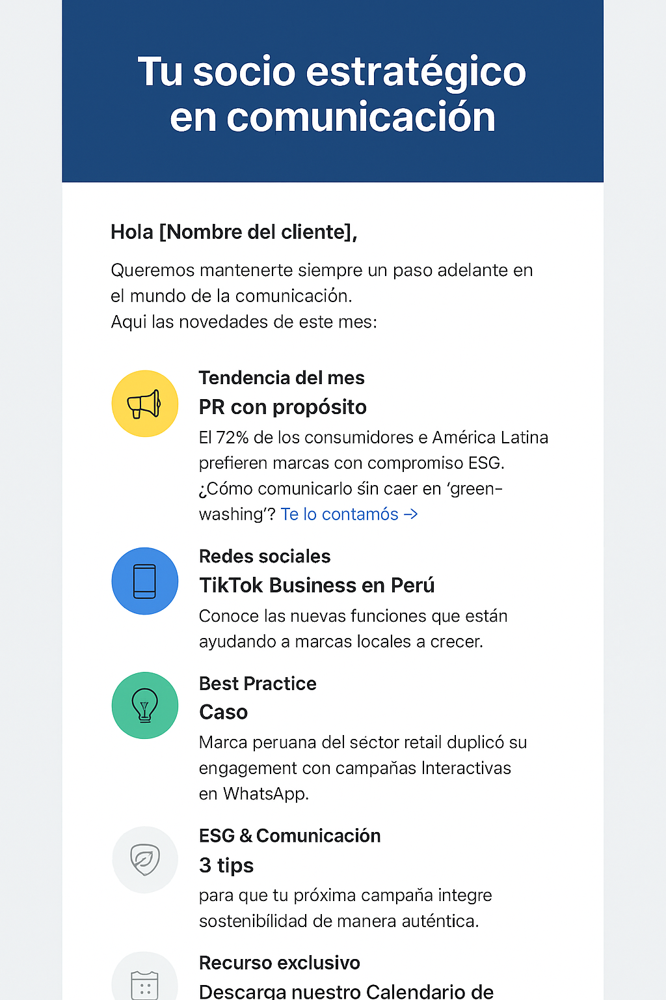 Tu socio estratégico
en comunicación
Hola [Nombre del cliente],
Queremos mantenerte siempre un paso adelante en
el mundo de la comunicación.
Aqui las novedades de este mes:
Tendencia del mes
PR con propósito
El 72% de los consumidores e América Latina
prefieren marcas con compromiso ESG.
¿Cómo comunicarlo śin caer en ‘green-
washing’? Te lo contamós →
Redes sociales
TikTok Business en Perú
Conoce las nuevas funciones que están
ayudando a marcas locales a crecer.
Best Practice
Caso
Marca peruana del sector retail duplicó su
engagement con campañas Interactivas
en WhatsApp.
ESG & Comunicación
3 tips
para que tu próxima campaña integre
sostenibílidad de manera auténtica.
Recurso exclusivo
Descarga nuestro Calendario de